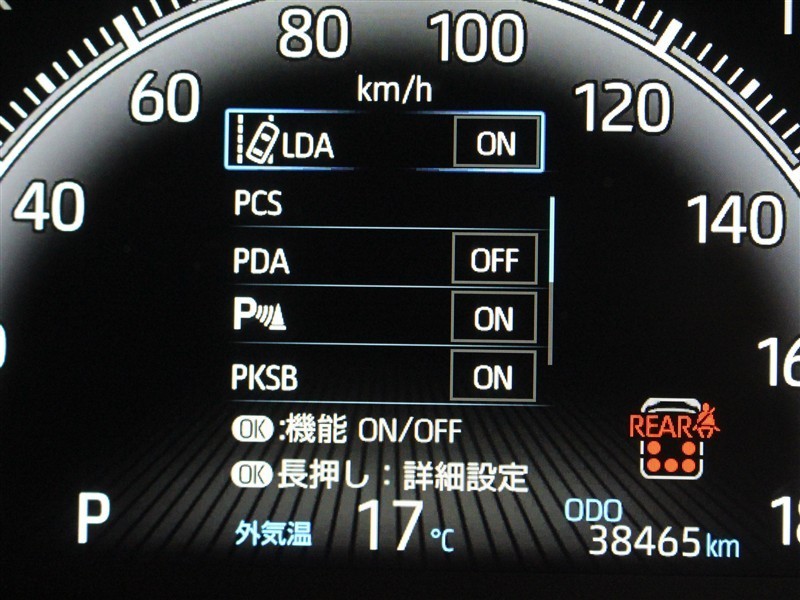 80 100
60 km/h 120
LDA ON
40 PCS 140
PDA OFF
P ON
PKSB ON
REAR
OK:機能 ON/OFF
OK長押し：詳細設定
P 外気温 17℃ ODO 38465km